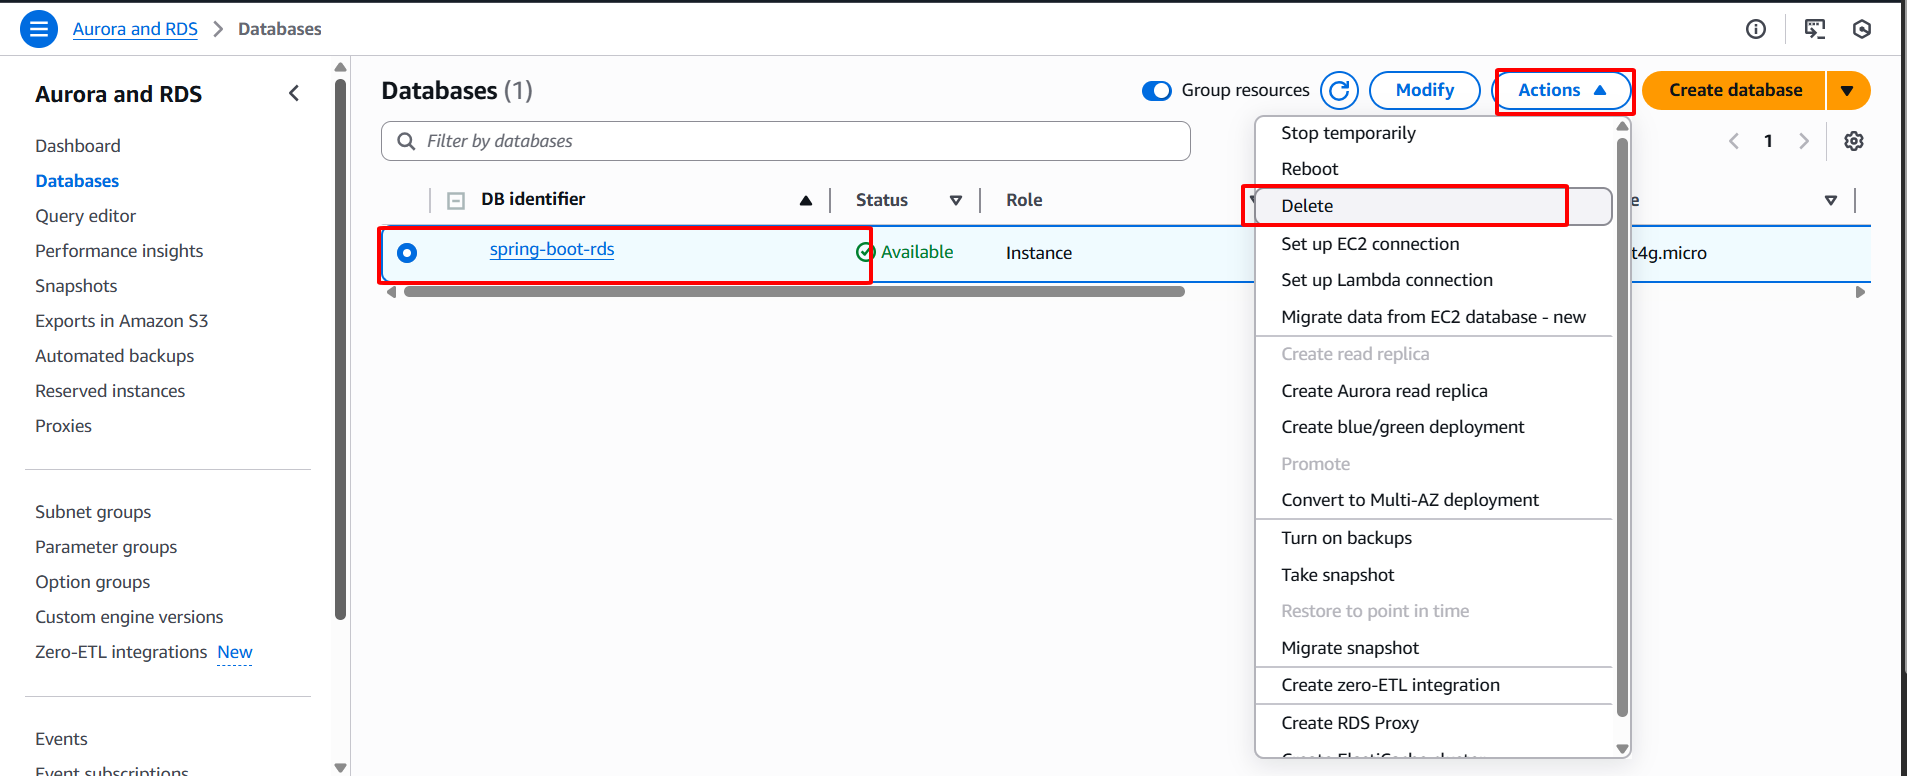 Aurora and RDS > Databases
Aurora and RDS
Dashboard
Databases
Query editor
Performance insights
Snapshots
Exports in Amazon S3
Automated backups
Reserved instances
Proxies
Subnet groups
Parameter groups
Option groups
Custom engine versions
Zero-ETL integrations New
Events
Event subscriptions
Databases (1)
Group resources
Modify
Actions
Create database
Filter by databases
1
DB identifier
Status
Role
spring-boot-rds
Available
Instance
t4g.micro
Stop temporarily
Reboot
Delete
Set up EC2 connection
Set up Lambda connection
Migrate data from EC2 database - new
Create read replica
Create Aurora read replica
Create blue/green deployment
Promote
Convert to Multi-AZ deployment
Turn on backups
Take snapshot
Restore to point in time
Migrate snapshot
Create zero-ETL integration
Create RDS Proxy
Create ElastiCache cluster